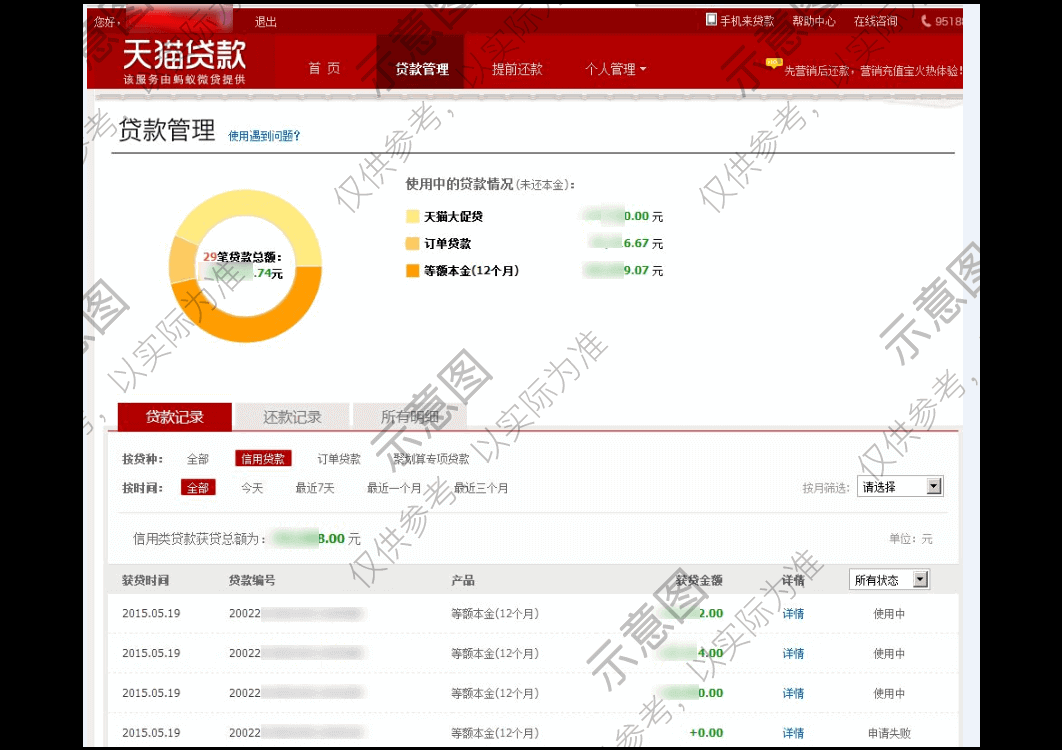 您好， 退出 手机来贷款 帮助中心 在线咨询 9518
天猫贷款
该服务由蚂蚁微贷提供
首 页 贷款管理 提前还款 个人管理
先营销后还款，营销充值宝火热体验！
贷款管理 使用遇到问题？
使用中的贷款情况(未还本金)：
天猫大促贷 0.00 元
订单贷款 6.67 元
等额本金(12个月) 9.07 元
29笔贷款总额：
.74元
贷款记录 还款记录 所有明细
按贷种： 全部 信用贷款 订单贷款 聚划算专项贷款
按时间： 全部 今天 最近7天 最近一个月 最近三个月 按月筛选： 请选择
信用类贷款获贷总额为： 8.00 元 单位：元
获贷时间 贷款编号 产品 获贷金额 详情 所有状态
2015.05.19 20022 等额本金(12个月) 2.00 详情 使用中
2015.05.19 20022 等额本金(12个月) 4.00 详情 使用中
2015.05.19 20022 等额本金(12个月) 0.00 详情 使用中
2015.05.19 20022 等额本金(12个月) +0.00 详情 申请失败
示意图
仅供参考，以实际为准